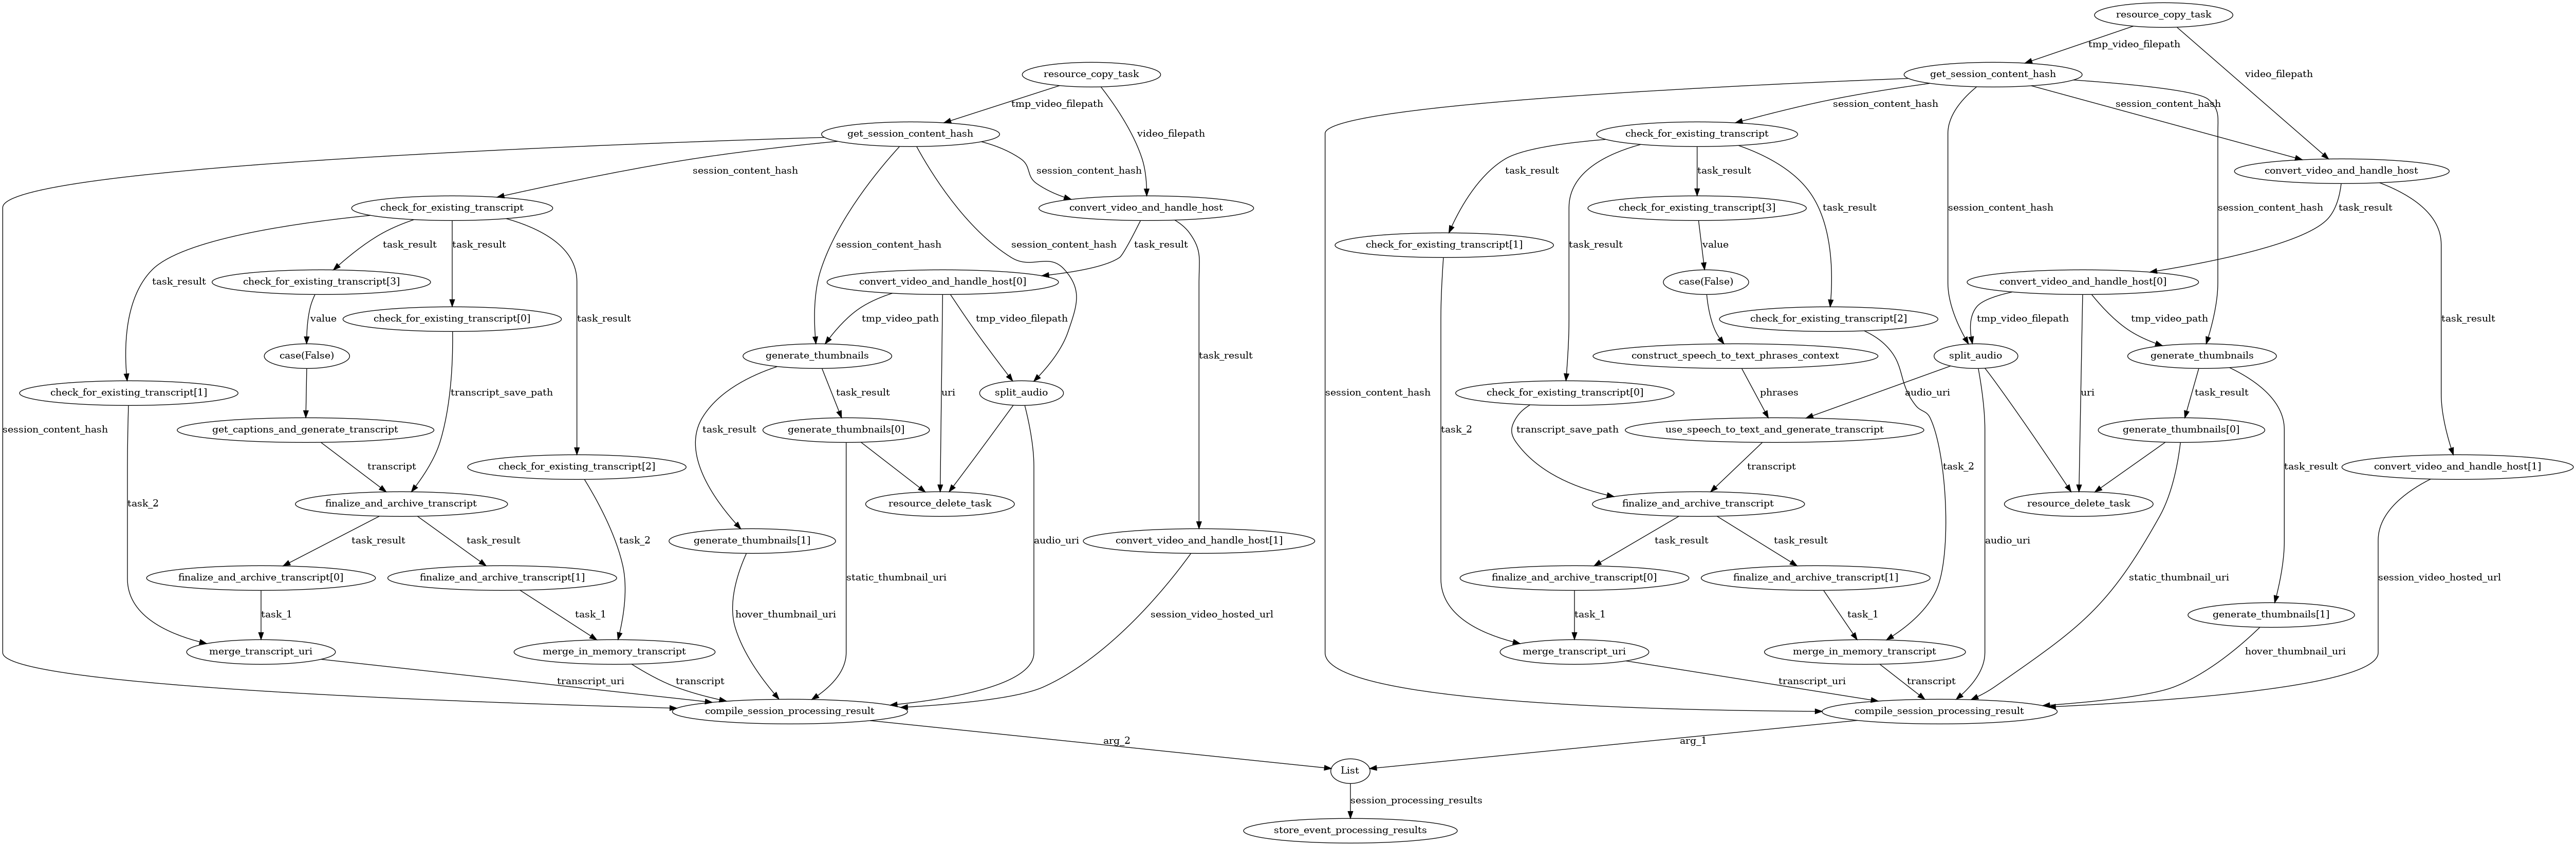 resource_copy_task
tmp_video_filepath
video_filepath
resource_copy_task
get_session_content_hash
tmp_video_filepath
video_filepath
session_content_hash
session_content_hash
get_session_content_hash
check_for_existing_transcript
session_content_hash
session_content_hash
task_result
task_result
convert_video_and_handle_host
check_for_existing_transcript
convert_video_and_handle_host
check_for_existing_transcript[3]
task_result
session_content_hash
session_content_hash
task_result
task_result
task_result
session_content_hash
session_content_hash
task_result
check_for_existing_transcript[1]
task_result
value
task_result
check_for_existing_transcript[3]
convert_video_and_handle_host[0]
case(False)
convert_video_and_handle_host[0]
value
check_for_existing_transcript[0]
task_result
tmp_video_path
tmp_video_filepath
check_for_existing_transcript[2]
tmp_video_filepath
tmp_video_path
task_result
case(False)
generate_thumbnails
task_result
construct_speech_to_text_phrases_context
split_audio
generate_thumbnails
check_for_existing_transcript[1]
transcript_save_path
task_result
uri
split_audio
session_content_hash
check_for_existing_transcript[0]
phrases
audio_uri
uri
task_result
session_content_hash
get_captions_and_generate_transcript
task_result
generate_thumbnails[0]
task_2
transcript_save_path
use_speech_to_text_and_generate_transcript
generate_thumbnails[0]
transcript
check_for_existing_transcript[2]
transcript
task_2
task_result
convert_video_and_handle_host[1]
task_2
finalize_and_archive_transcript
resource_delete_task
finalize_and_archive_transcript
resource_delete_task
task_result
task_result
task_2
generate_thumbnails[1]
audio_uri
convert_video_and_handle_host[1]
task_result
task_result
audio_uri
finalize_and_archive_transcript[0]
finalize_and_archive_transcript[1]
static_thumbnail_uri
finalize_and_archive_transcript[0]
finalize_and_archive_transcript[1]
static_thumbnail_uri
session_video_hosted_url
task_1
task_1
hover_thumbnail_uri
session_video_hosted_url
task_1
task_1
generate_thumbnails[1]
merge_transcript_uri
merge_in_memory_transcript
merge_transcript_uri
merge_in_memory_transcript
hover_thumbnail_uri
transcript_uri
transcript
transcript_uri
transcript
compile_session_processing_result
compile_session_processing_result
arg_2
arg_1
List
session_processing_results
store_event_processing_results